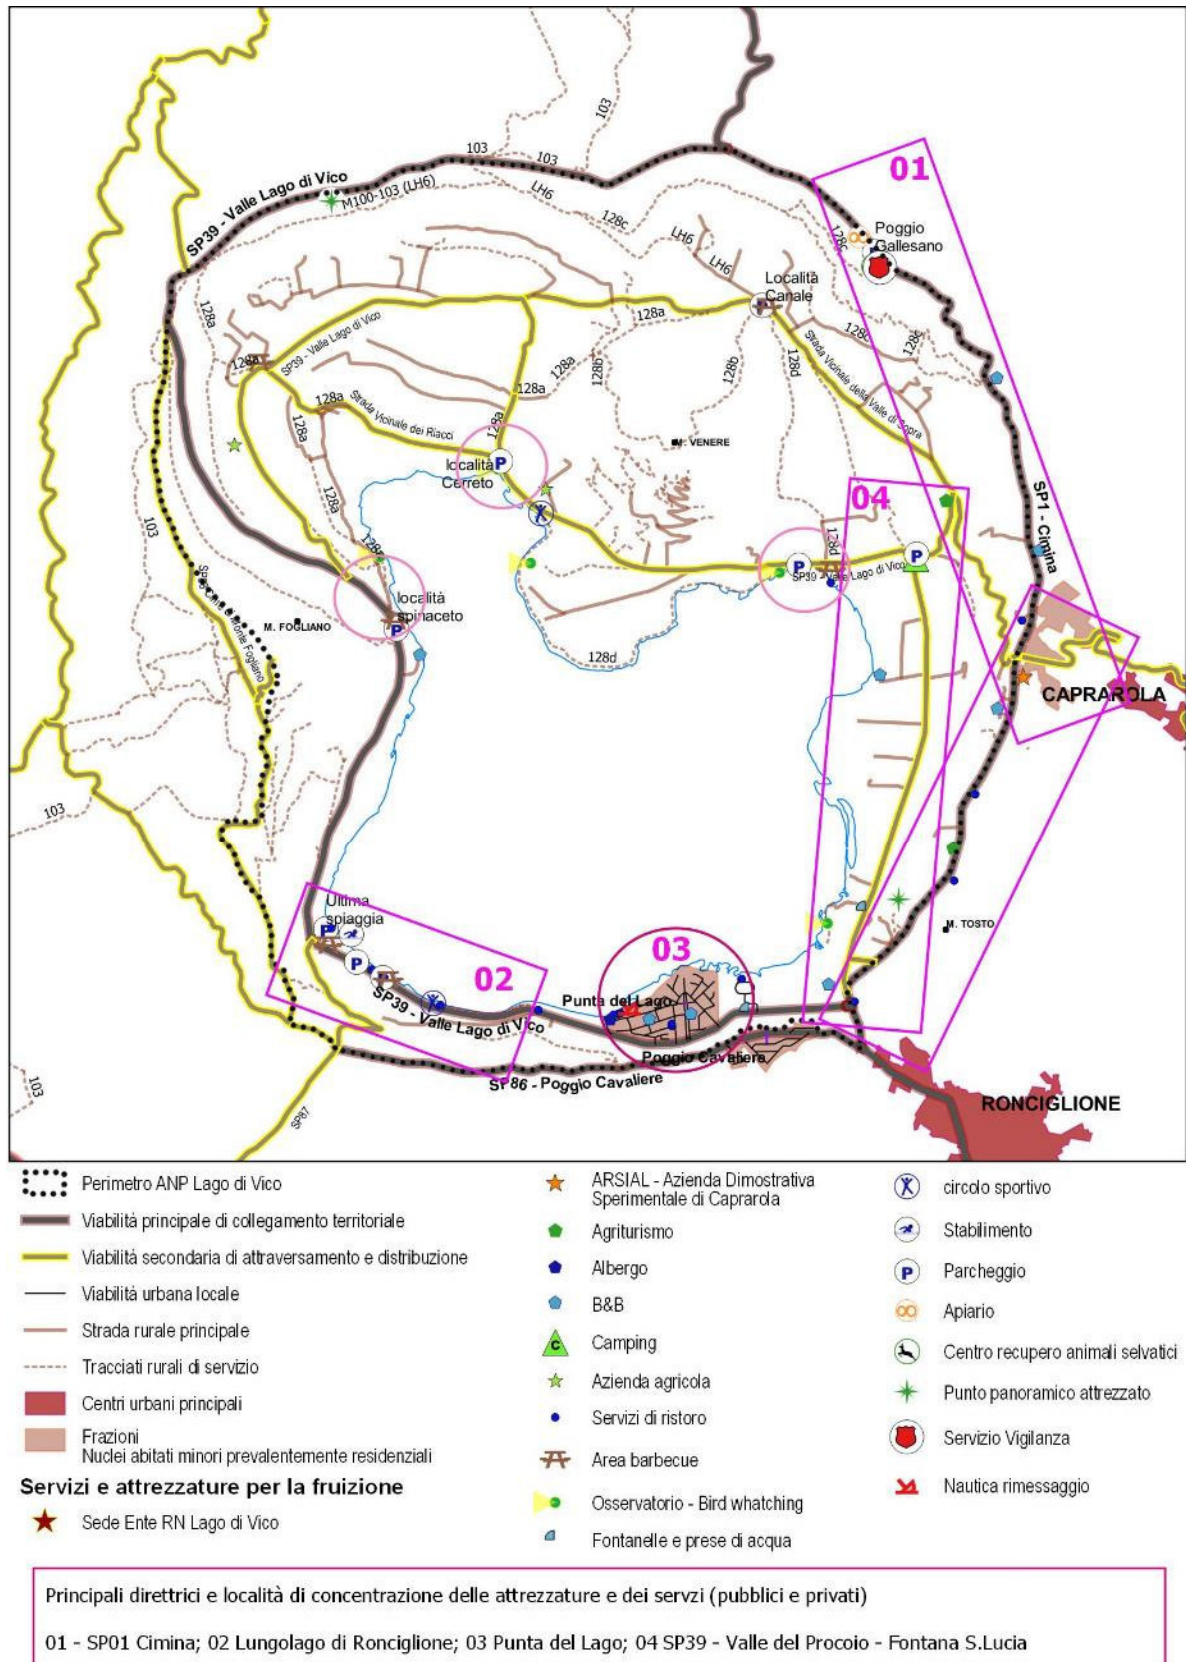 103
103
103
SP39 - Valle Lago di Vico
M100-103 (LH6)
LH6
128c
LH6
LH6
01
128c
Poggio
Gallesano
Località
Canale
128a
128a
SP39 - Valle Lago di Vico
128a
128a
128b
128b
128d
128c
128c
Strada Vicinale della Valle di Sopra
128a
128a
Strada Vicinale dei Riacci
128a
128a
128a
M. VENERE
località
Cerreto
04
SP1 - Cimina
103
128d
SP39 - Valle Lago di Vico
località
spinaceto
M. FOGLIANO
128d
CAPRAROLA
103
M. TOSTO
Ultima
spiaggia
02
03
SP39 - Valle Lago di Vico
Punta del Lago
Poggio Cavaliere
SP86 - Poggio Cavaliere
103
SP87
RONCIGLIONE
Perimetro ANP Lago di Vico
Viabilità principale di collegamento territoriale
Viabilità secondaria di attraversamento e distribuzione
Viabilità urbana locale
Strada rurale principale
Tracciati rurali di servizio
Centri urbani principali
Frazioni
Nuclei abitati minori prevalentemente residenziali
Servizi e attrezzature per la fruizione
Sede Ente RN Lago di Vico
ARSIAL - Azienda Dimostrativa
Sperimentale di Caprarola
Agriturismo
Albergo
B&B
C Camping
Azienda agricola
Servizi di ristoro
Area barbecue
Osservatorio - Bird whatching
Fontanelle e prese di acqua
circolo sportivo
Stabilimento
P Parcheggio
Apiario
Centro recupero animali selvatici
Punto panoramico attrezzato
Servizio Vigilanza
Nautica rimessaggio
Principali direttrici e località di concentrazione delle attrezzature e dei servzi (pubblici e privati)
01 - SP01 Cimina; 02 Lungolago di Ronciglione; 03 Punta del Lago; 04 SP39 - Valle del Procoio - Fontana S.Lucia